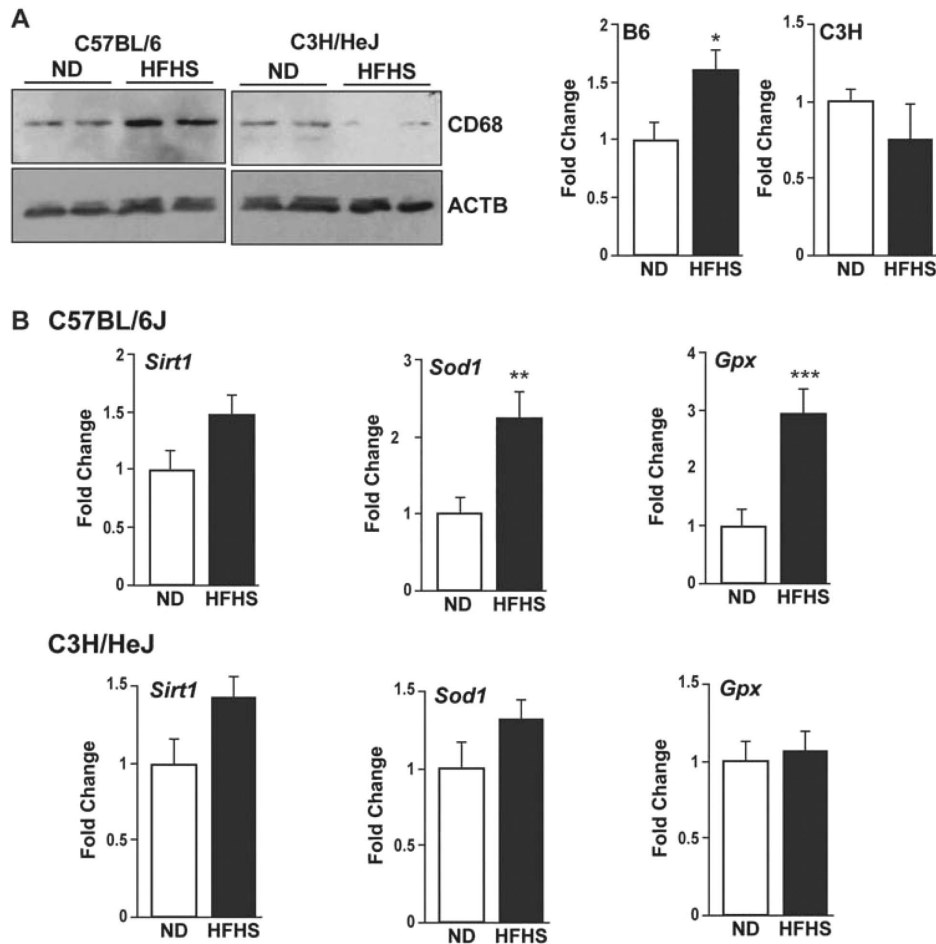 A
C57BL/6
C3H/HeJ
ND HFHS
ND HFHS
CD68
ACTB
B6
Fold Change
2
1.5
1
0.5
0
*
ND HFHS
C3H
Fold Change
1.5
1
0.5
0
ND HFHS
B C57BL/6J
Sirt1
Fold Change
2
1.5
1
0.5
0
ND HFHS
Sod1
Fold Change
3
2
1
0
**
ND HFHS
Gpx
Fold Change
4
3
2
1
0
***
ND HFHS
C3H/HeJ
Sirt1
Fold Change
1.5
1
0.5
0
ND HFHS
Sod1
Fold Change
1.5
1
0.5
0
ND HFHS
Gpx
Fold Change
1.5
1
0.5
0
ND HFHS